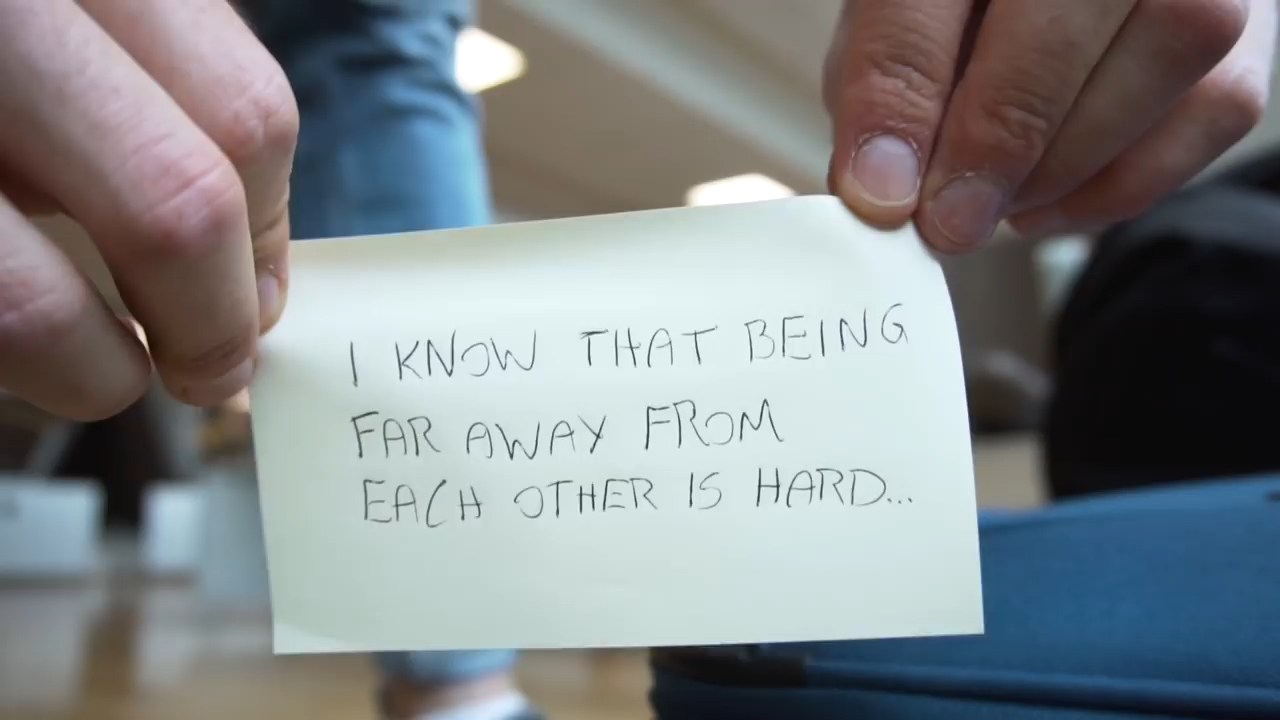 I KNOW THAT BEING
FAR AWAY FROM
EACH OTHER IS HARD...